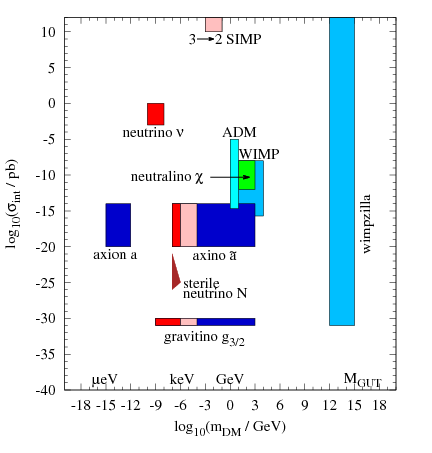 10
5
0
-5
-10
-15
-20
-25
-30
-35
-40
log10(σint / pb)
3→2 SIMP
neutrino ν
ADM
WIMP
neutralino χ
axion a
axino ã
sterile
neutrino N
gravitino g3/2
wimpzilla
μeV
keV
GeV
MGUT
-18 -15 -12 -9 -6 -3 0 3 6 9 12 15 18
log10(mDM / GeV)